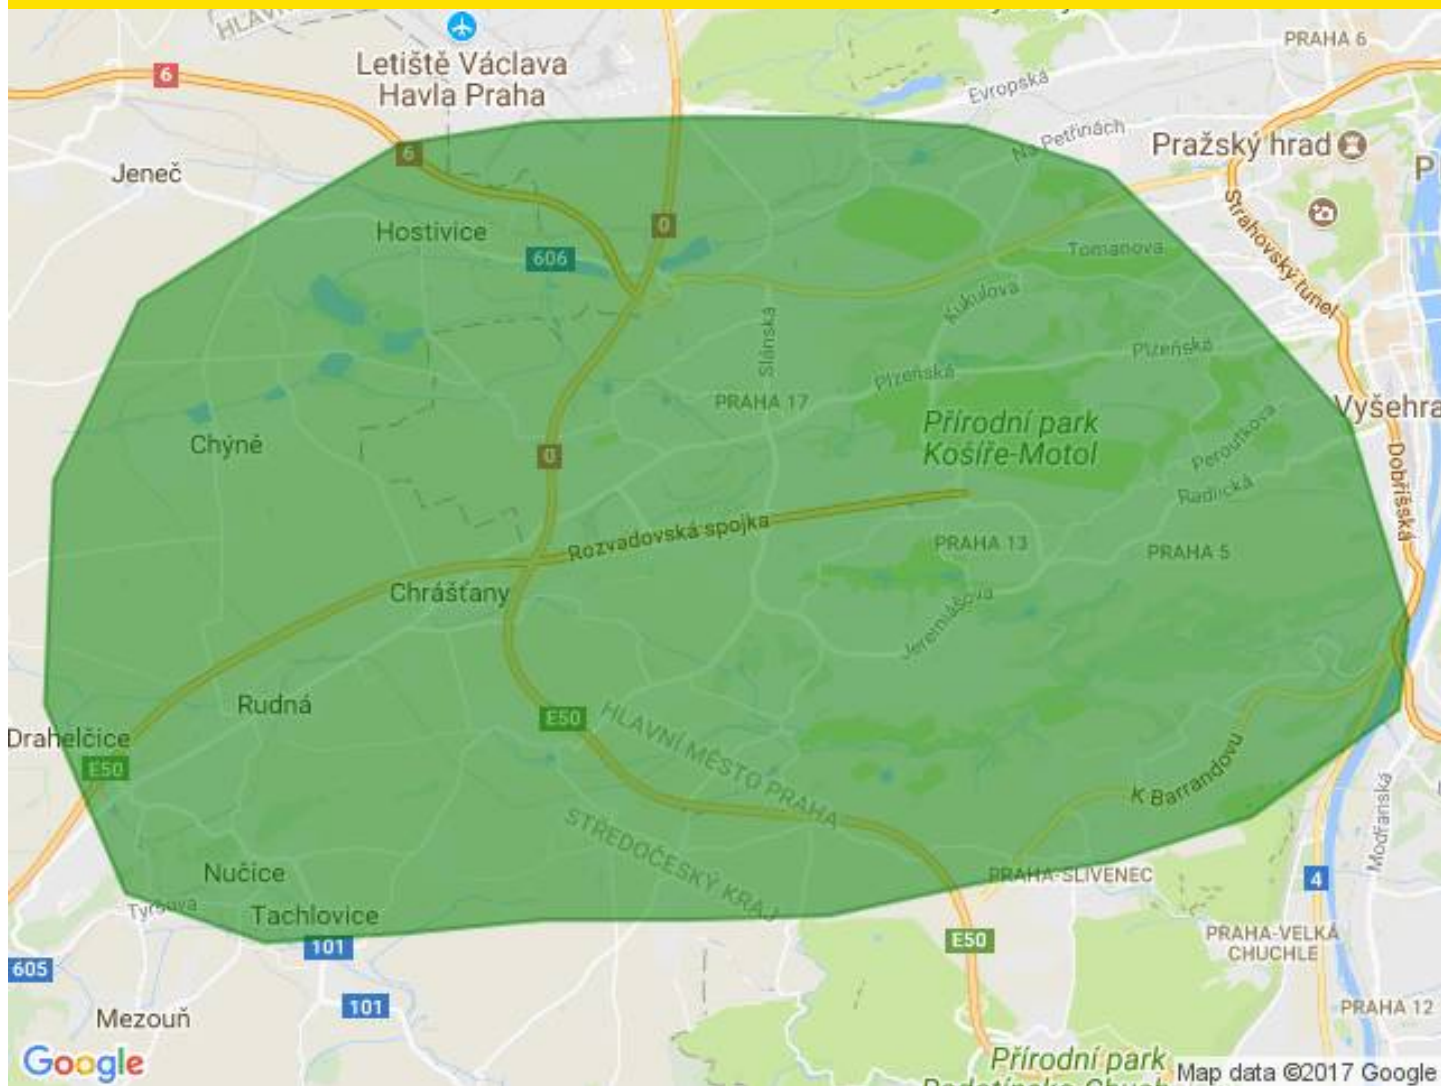 HLAVNÍ
6
Letiště Václava
Havla Praha
PRAHA 6
Evropská
Na Petřinách
Pražský hrad
P
6
Jeneč
Hostivice
0
606
Strahovský tunel
Tomanova
Kukulova
Slánská
Plzeňská
Plzeňská
PRAHA 17
Přírodní park
Košíře-Motol
Vyšehra
Peroutkova
Chýně
0
Radlická
Dobříšská
Rozvadovská spojka
PRAHA 13
PRAHA 5
Chrášťany
Jeremiášova
Rudná
E50
HLAVNÍ MĚSTO PRAHA
Drahelčice
E50
K Barrandovu
STŘEDOČESKÝ KRAJ
Modřanská
Nučice
PRAHA-SLIVENEC
4
Tyršova
Tachlovice
101
E50
PRAHA-VELKÁ
CHUCHLE
605
101
Mezouň
PRAHA 12
Google
Přírodní park
Map data ©2017 Google